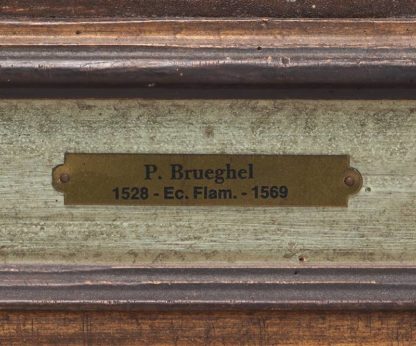 P. Brueghel
1528 - Ec. Flam. - 1569